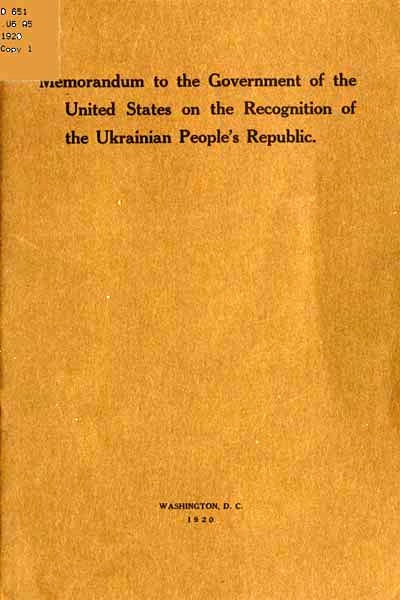 D 651
.U6 A5
1920
Copy 1
Memorandum to the Government of the
United States on the Recognition of
the Ukrainian People's Republic.
WASHINGTON, D. C.
1920